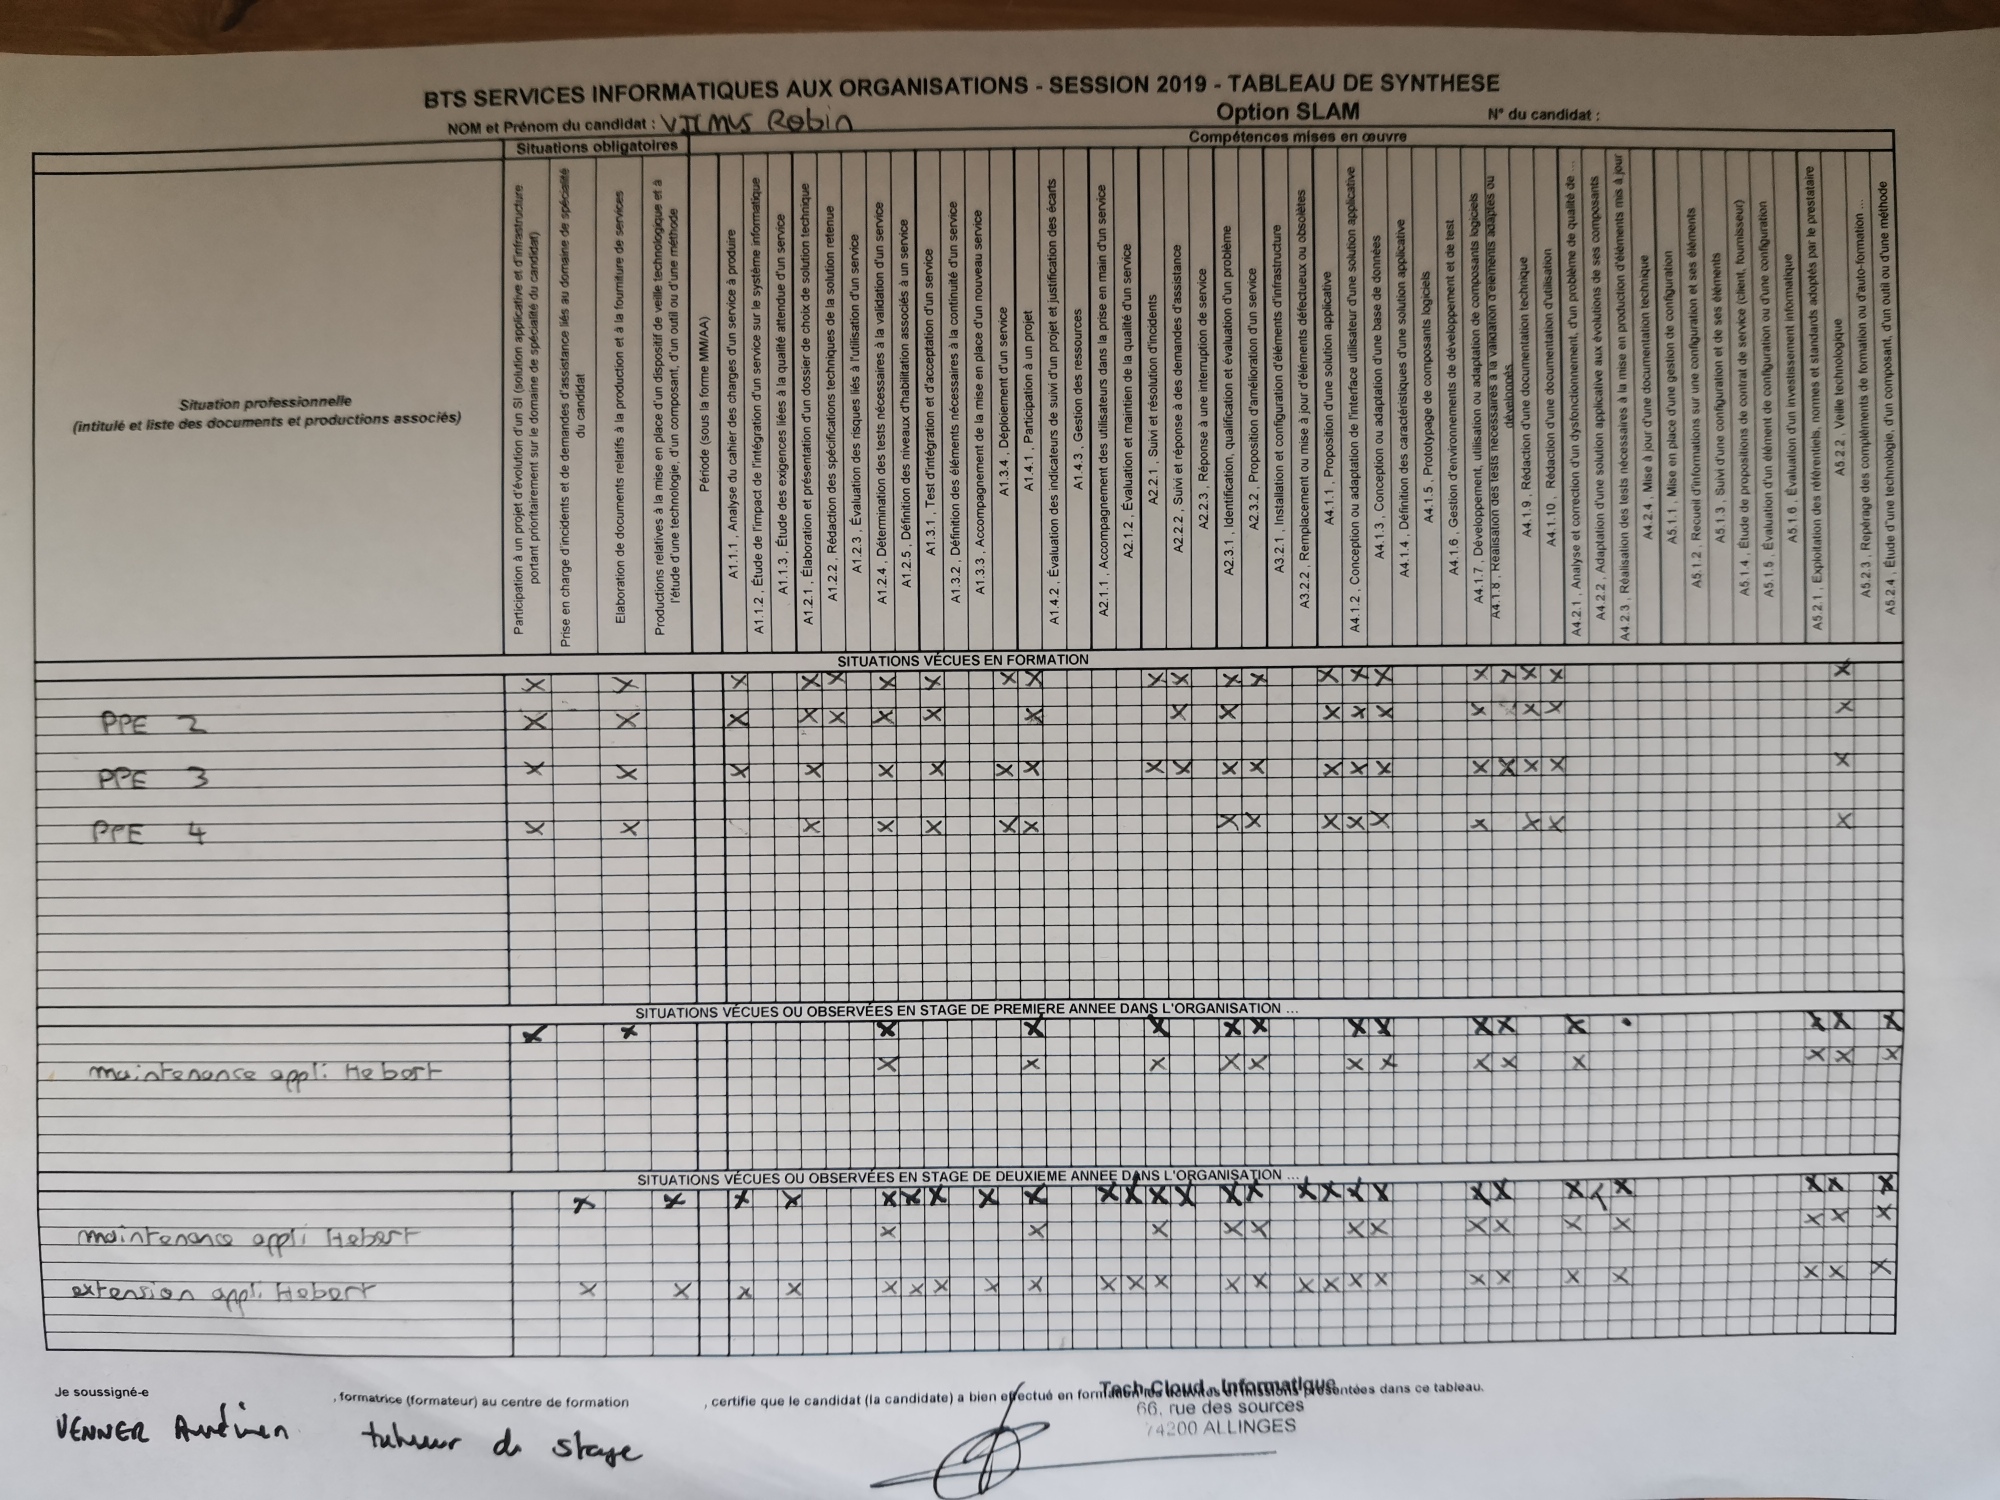 BTS SERVICES INFORMATIQUES AUX ORGANISATIONS - SESSION 2019 - TABLEAU DE SYNTHESE
Option SLAM
NOM et Prénom du candidat : Robin
N° du candidat :
Situations obligatoires
Compétences mises en œuvre
Situation professionnelle
(intitulé et liste des documents et productions associés)
Participation à un projet d'évolution d'un SI (solution applicative et d'infrastructure
portant prioritairement sur le domaine de spécialité du candidat)
Prise en charge d'incidents et de demandes d'assistance liés au domaine de spécialité
du candidat
Elaboration de documents relatifs à la production et à la fourniture de services
Productions relatives à la mise en place d'un dispositif de veille technologique et à
l'étude d'une technologie, d'un composant, d'un outil ou d'une méthode
Période (sous la forme MM/AA)
A1.1.1 , Analyse du cahier des charges d'un service à produire
A1.1.2 , Étude de l'impact de l'intégration d'un service sur le système informatique
A1.1.3 , Étude des exigences liées à la qualité attendue d'un service
A1.2.1 , Élaboration et présentation d'un dossier de choix de solution technique
A1.2.2 , Rédaction des spécifications techniques de la solution retenue
A1.2.3 , Évaluation des risques liés à l'utilisation d'un service
A1.2.4 , Détermination des tests nécessaires à la validation d'un service
A1.2.5 , Définition des niveaux d'habilitation associés à un service
A1.3.1 , Test d'intégration et d'acceptation d'un service
A1.3.2 , Définition des éléments nécessaires à la continuité d'un service
A1.3.3 , Accompagnement de la mise en place d'un nouveau service
A1.3.4 , Déploiement d'un service
A1.4.1 , Participation à un projet
A1.4.2 , Évaluation des indicateurs de suivi d'un projet et justification des écarts
A1.4.3 , Gestion des ressources
A2.1.1 , Accompagnement des utilisateurs dans la prise en main d'un service
A2.1.2 , Évaluation et maintien de la qualité d'un service
A2.2.1 , Suivi et résolution d'incidents
A2.2.2 , Suivi et réponse à des demandes d'assistance
A2.2.3 , Réponse à une interruption de service
A2.3.1 , Identification, qualification et évaluation d'un problème
A2.3.2 , Proposition d'amélioration d'un service
A3.2.1 , Installation et configuration d'éléments d'infrastructure
A3.2.2 , Remplacement ou mise à jour d'éléments défectueux ou obsolètes
A4.1.1 , Proposition d'une solution applicative
A4.1.2 , Conception ou adaptation de l'interface utilisateur d'une solution applicative
A4.1.3 , Conception ou adaptation d'une base de données
A4.1.4 , Définition des caractéristiques d'une solution applicative
A4.1.5 , Prototypage de composants logiciels
A4.1.6 , Gestion d'environnements de développement et de test
A4.1.7 , Développement, utilisation ou adaptation de composants logiciels
A4.1.8 , Réalisation des tests nécessaires à la validation d'éléments adaptés ou
développés
A4.1.9 , Rédaction d'une documentation technique
A4.1.10 , Rédaction d'une documentation d'utilisation
A4.2.1 , Analyse et correction d'un dysfonctionnement, d'un problème de qualité de ...
A4.2.2 , Adaptation d'une solution applicative aux évolutions de ses composants
A4.2.3 , Réalisation des tests nécessaires à la mise en production d'éléments mis à jour
A4.2.4 , Mise à jour d'une documentation technique
A5.1.1 , Mise en place d'une gestion de configuration
A5.1.2 , Recueil d'informations sur une configuration et ses éléments
A5.1.3 , Suivi d'une configuration et de ses éléments
A5.1.4 , Étude de propositions de contrat de service (client, fournisseur)
A5.1.5 , Évaluation d'un élément de configuration ou d'une configuration
A5.1.6 , Évaluation d'un investissement informatique
A5.2.1 , Exploitation des référentiels, normes et standards adoptés par le prestataire
A5.2.2 , Veille technologique
A5.2.3 , Repérage des compléments de formation ou d'auto-formation ...
A5.2.4 , Étude d'une technologie, d'un composant, d'un outil ou d'une méthode
SITUATIONS VÉCUES EN FORMATION
PPE 2
PPE 3
PPE 4
SITUATIONS VÉCUES OU OBSERVÉES EN STAGE DE PREMIERE ANNEE DANS L'ORGANISATION ...
maintenance appli Hebert
SITUATIONS VÉCUES OU OBSERVÉES EN STAGE DE DEUXIEME ANNEE DANS L'ORGANISATION ...
maintenance appli Hebert
extension appli Hebert
Je soussigné-e , formatrice (formateur) au centre de formation , certifie que le candidat (la candidate) a bien effectué en formation les activités et missions présentées dans ce tableau.
VENNER tuteur de stage
Tech-Cloud - Informatique
66, rue des sources
74200 ALLINGES